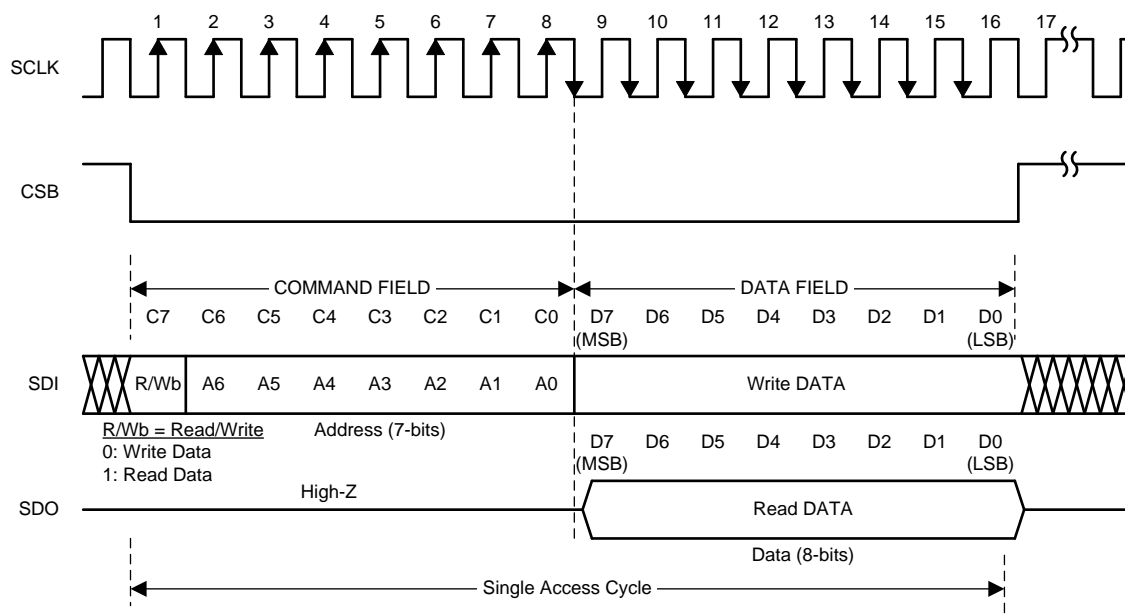 1 2 3 4 5 6 7 8 9 10 11 12 13 14 15 16 17
SCLK
CSB
COMMAND FIELD DATA FIELD
C7 C6 C5 C4 C3 C2 C1 C0 D7 D6 D5 D4 D3 D2 D1 D0
(MSB) (LSB)
SDI R/Wb A6 A5 A4 A3 A2 A1 A0 Write DATA
R/Wb = Read/Write Address (7-bits)
0: Write Data
1: Read Data
D7 D6 D5 D4 D3 D2 D1 D0
(MSB) (LSB)
High-Z
SDO Read DATA
Data (8-bits)
Single Access Cycle